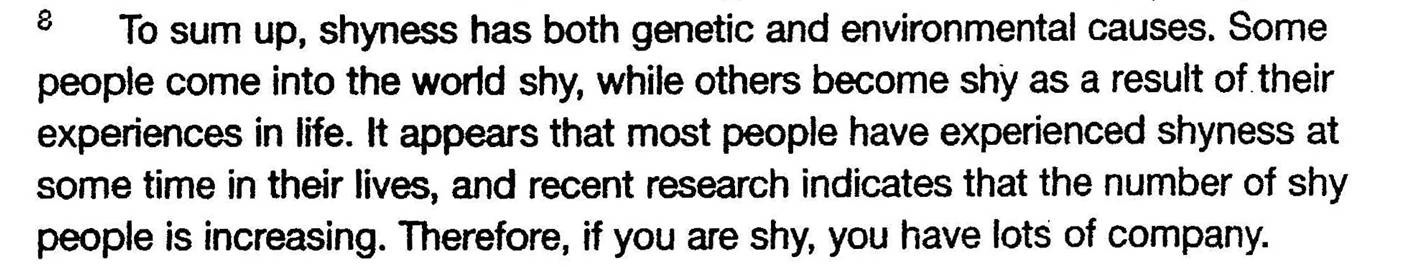 8 To sum up, shyness has both genetic and environmental causes. Some
people come into the world shy, while others become shy as a result of their
experiences in life. It appears that most people have experienced shyness at
some time in their lives, and recent research indicates that the number of shy
people is increasing. Therefore, if you are shy, you have lots of company.